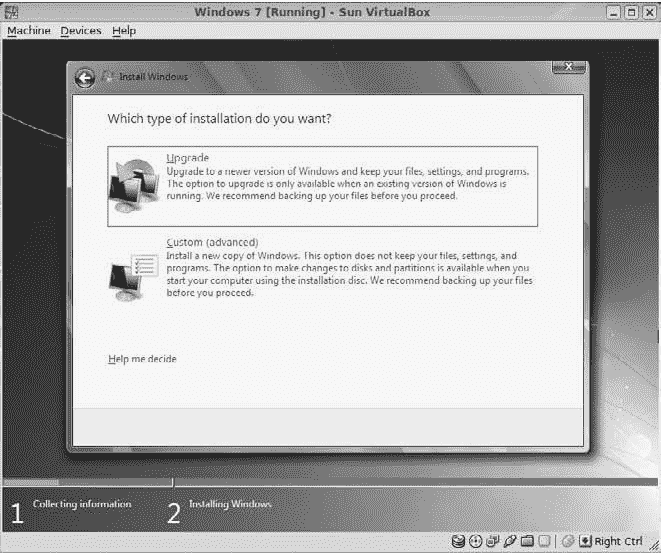 Windows 7 [Running] - Sun VirtualBox
Machine Devices Help
Install Windows
Which type of installation do you want?
Upgrade
Upgrade to a newer version of Windows and keep your files, settings, and programs.
The option to upgrade is only available when an existing version of Windows is
running. We recommend backing up your files before you proceed.
Custom (advanced)
Install a new copy of Windows. This option does not keep your files, settings, and
programs. The option to make changes to disks and partitions is available when you
start your computer using the installation disc. We recommend backing up your files
before you proceed.
Help me decide
1 Collecting information 2 Installing Windows
Right Ctrl